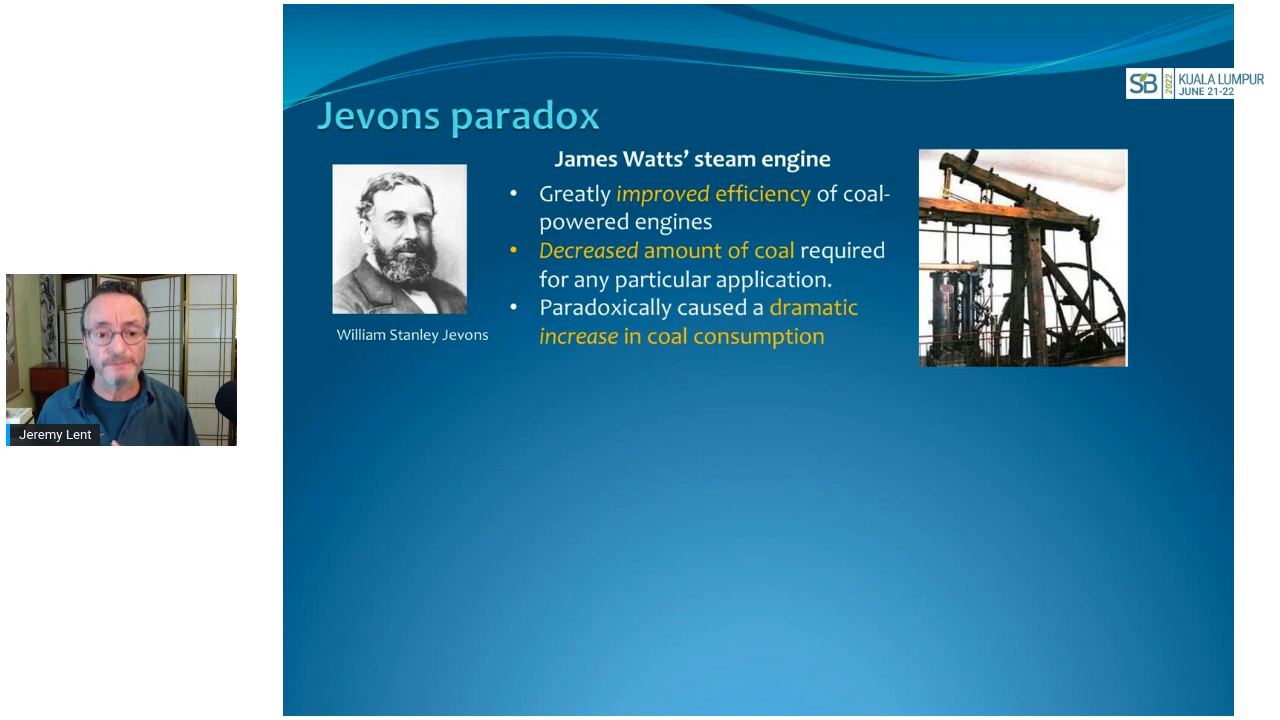 SB
2022
KUALA LUMPUR
JUNE 21-22
Jevons paradox
James Watts’ steam engine
• Greatly improved efficiency of coal-
powered engines
• Decreased amount of coal required
for any particular application.
• Paradoxically caused a dramatic
increase in coal consumption
William Stanley Jevons
Jeremy Lent